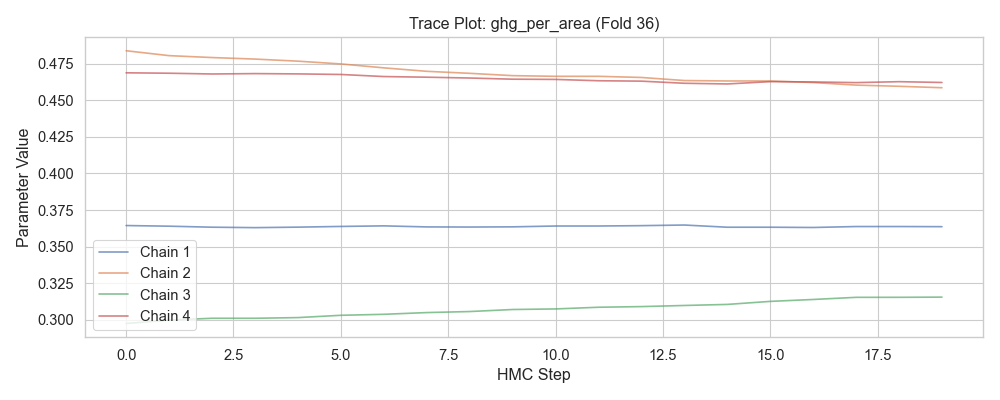 Trace Plot: ghg_per_area (Fold 36)
Parameter Value
0.475
0.450
0.425
0.400
0.375
0.350
0.325
0.300
Chain 1
Chain 2
Chain 3
Chain 4
0.0 2.5 5.0 7.5 10.0 12.5 15.0 17.5
HMC Step